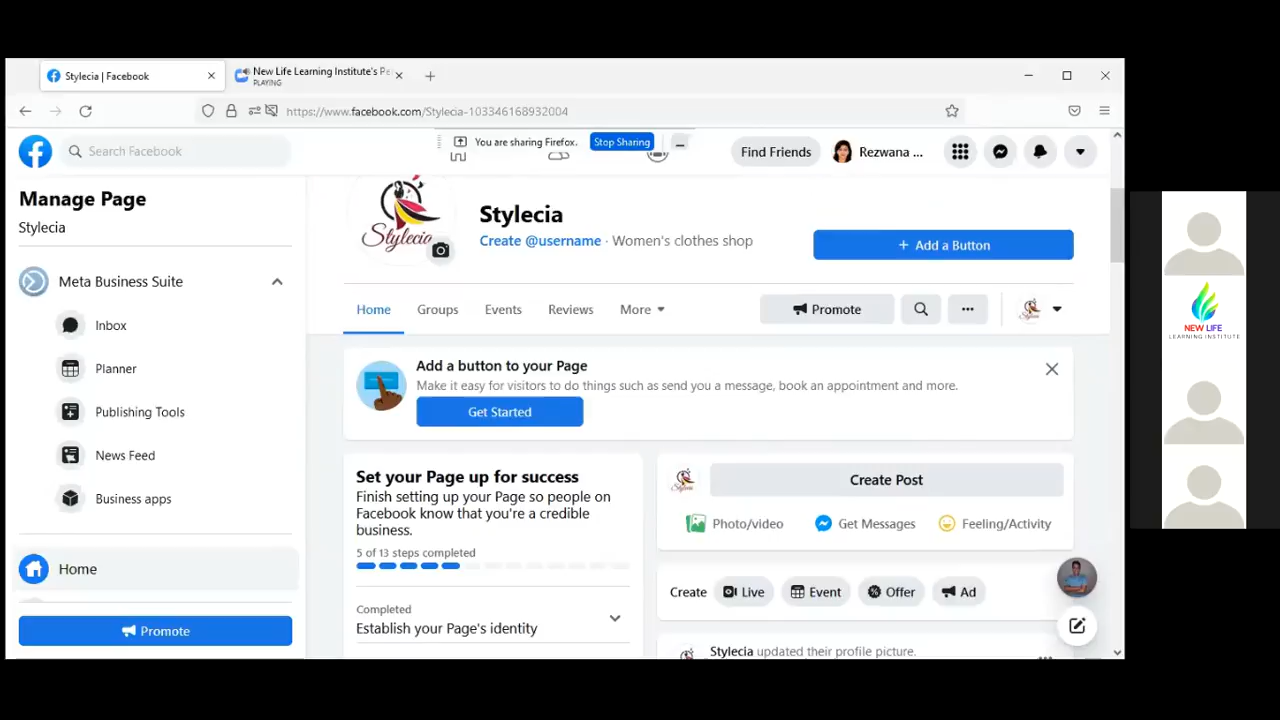 Stylecia | Facebook
New Life Learning Institute's Pe
PLAYING
https://www.facebook.com/Stylecia-103346168932004
Search Facebook
You are sharing Firefox.
Stop Sharing
Find Friends
Rezwana ...
Manage Page
Stylecia
Meta Business Suite
Inbox
Planner
Publishing Tools
News Feed
Business apps
Home
Promote
Stylecia
Stylecia
Create @username · Women's clothes shop
+ Add a Button
Home
Groups
Events
Reviews
More
Promote
Add a button to your Page
Make it easy for visitors to do things such as send you a message, book an appointment and more.
Get Started
Set your Page up for success
Finish setting up your Page so people on
Facebook know that you're a credible
business.
5 of 13 steps completed
Completed
Establish your Page's identity
Stylecia
Create Post
Photo/video
Get Messages
Feeling/Activity
Create
Live
Event
Offer
Ad
Stylecia updated their profile picture.
NEW LIFE
LEARNING INSTITUTE